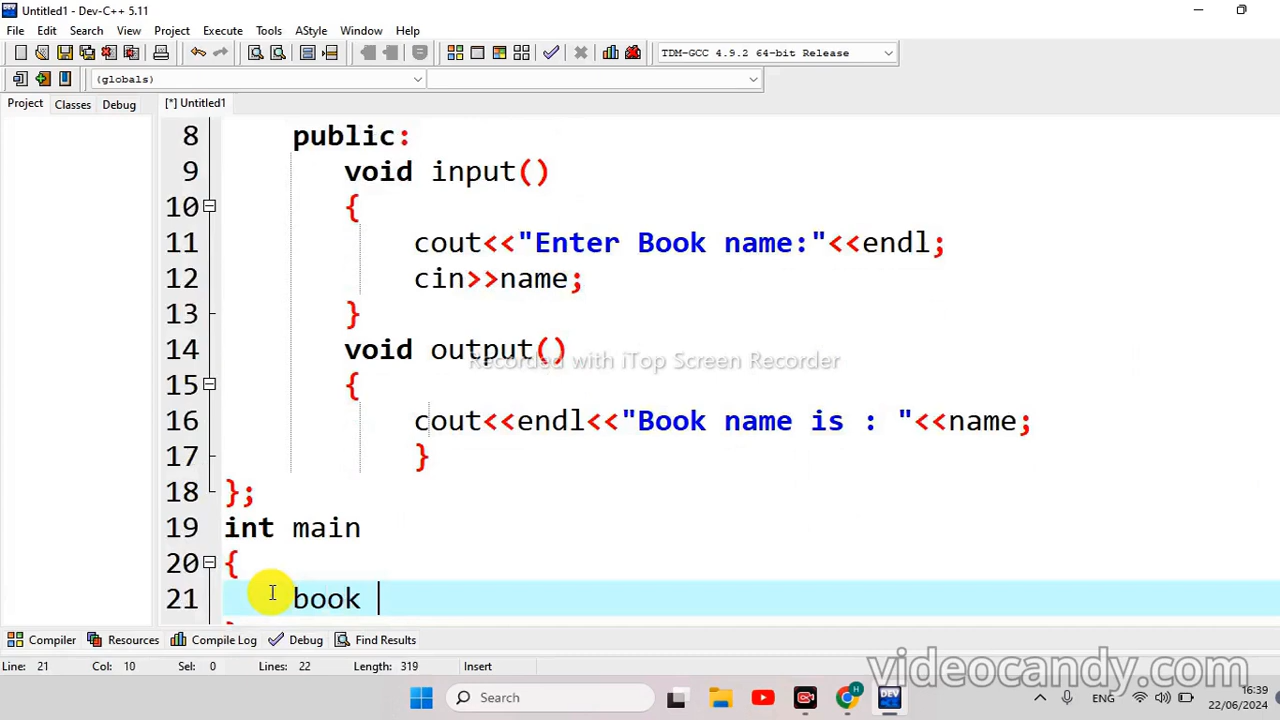 Untitled1 - Dev-C++ 5.11
File Edit Search View Project Execute Tools AStyle Window Help
TDM-GCC 4.9.2 64-bit Release
(globals)
Project Classes Debug [*] Untitled1
8 public:
9 void input()
10 {
11 cout<<"Enter Book name:"<<endl;
12 cin>>name;
13 }
14 void output()
Recorded with iTop Screen Recorder
15 {
16 cout<<endl<<"Book name is : "<<name;
17 }
18 };
19 int main
20 {
21 book
Compiler Resources Compile Log Debug Find Results
Line: 21 Col: 10 Sel: 0 Lines: 22 Length: 319 Insert
videocandy.com
Search
DEV
H
ENG
16:39
22/06/2024